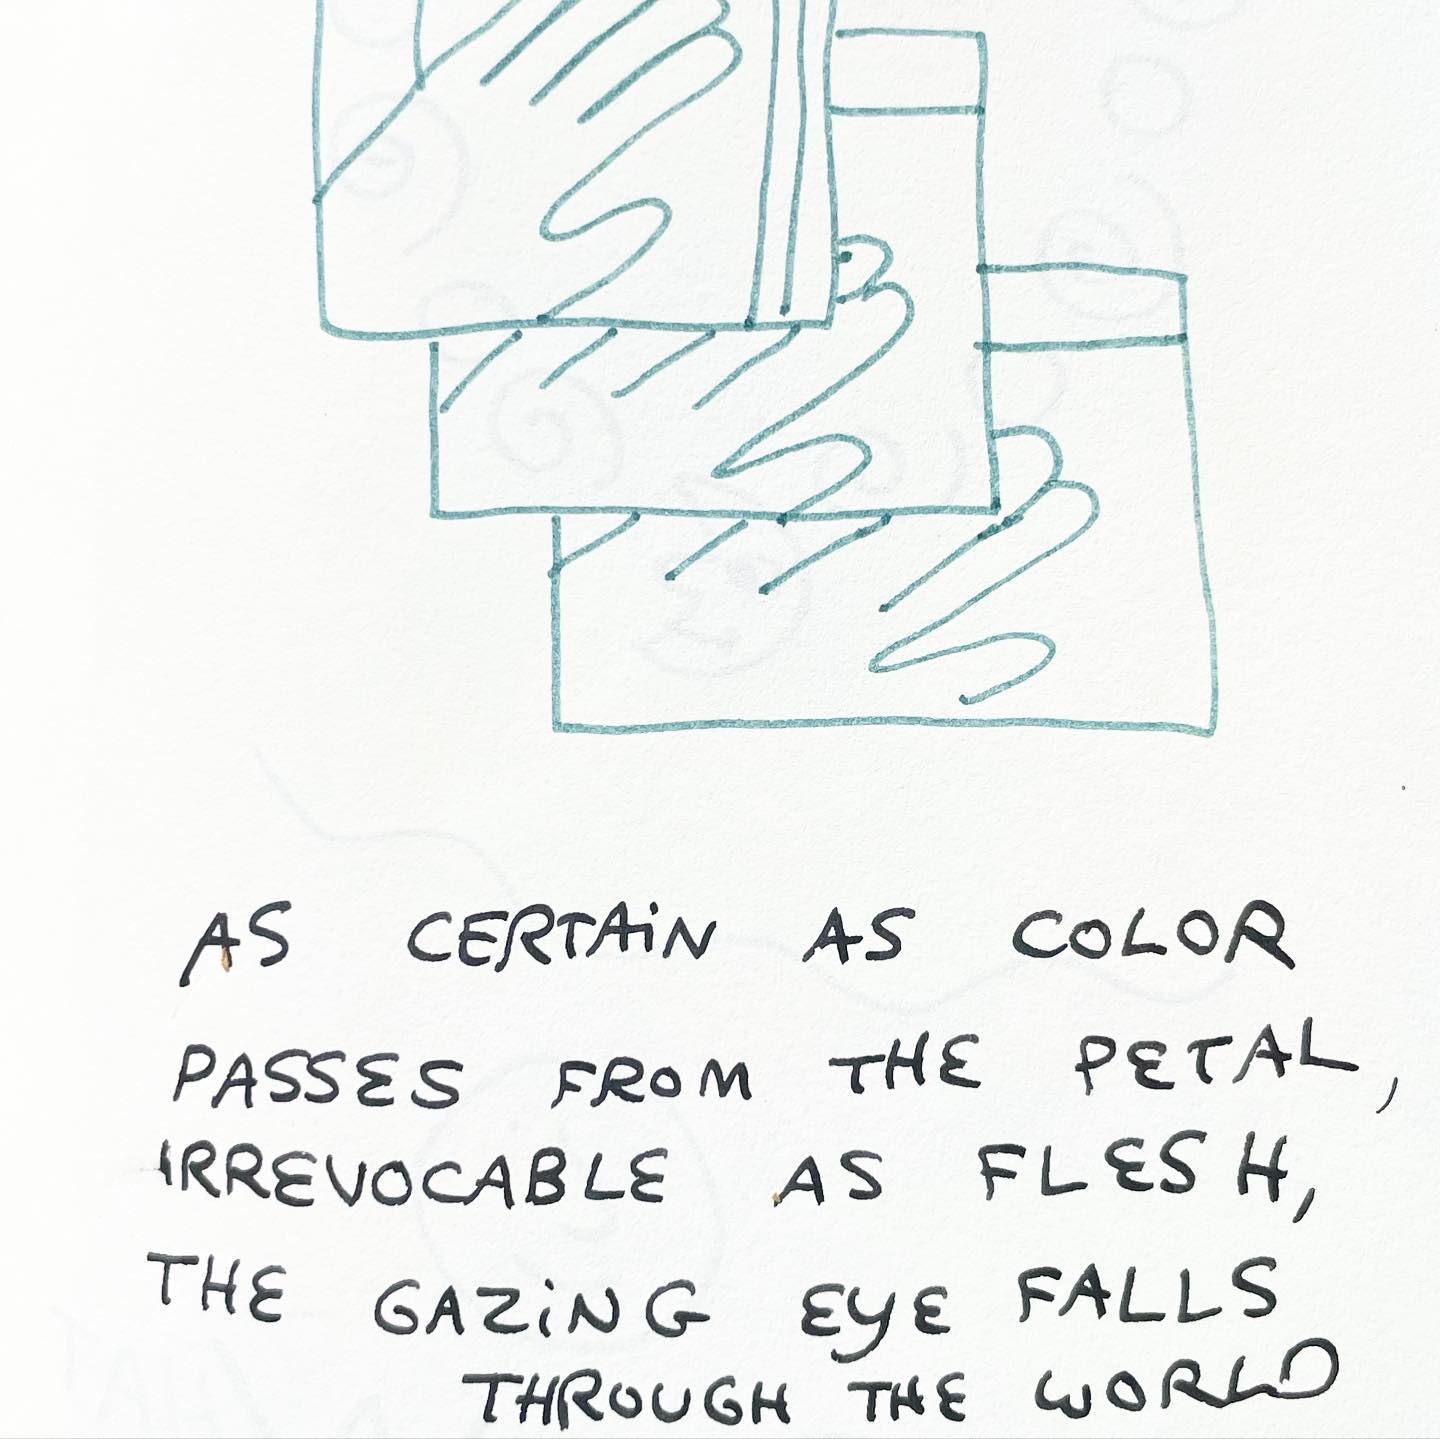 AS CERTAIN AS COLOR
PASSES FROM THE PETAL,
IRREVOCABLE AS FLESH,
THE GAZING EYE FALLS
THROUGH THE WORLD